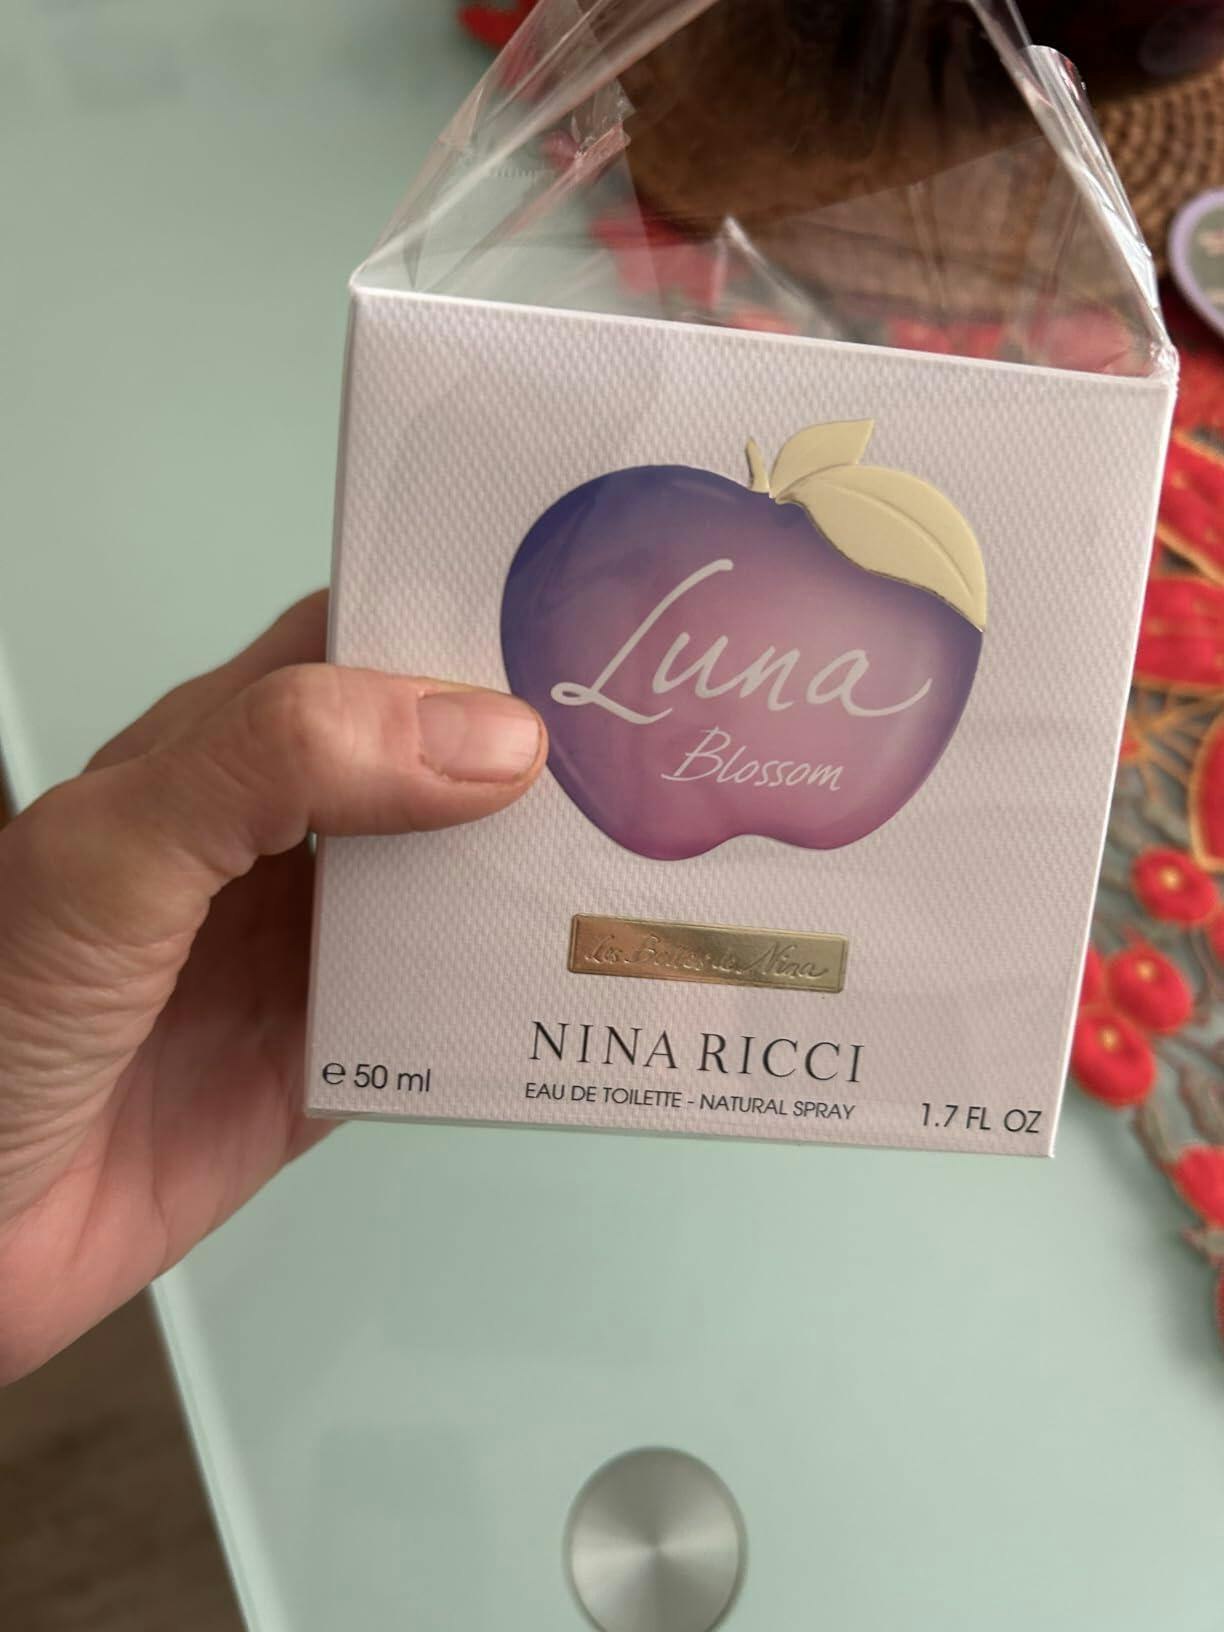 Luna
Blossom
Les Belles de Nina
NINA RICCI
℮ 50 ml
EAU DE TOILETTE - NATURAL SPRAY
1.7 FL OZ